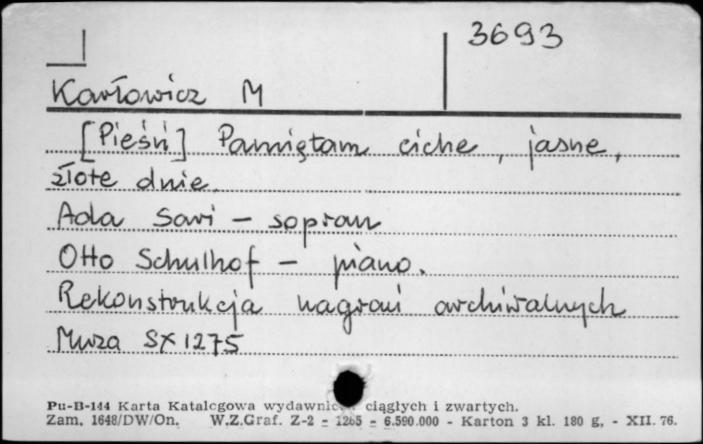 3693
Karłowicz M
[Pieśń] Pamiętam ciche, jasne,
złote dnie.
Ada Sari - sopran
Otto Schulhof - piano.
Rekonstrukcja nagrań archiwalnych
Muza SX 1275
Pu-B-144 Karta Katalogowa wydawnictw ciągłych i zwartych.
Zam. 1648/DW/On. W.Z.Graf. Z-2 - 1265 - 6.590.000 - Karton 3 kl. 180 g. - XII. 76.